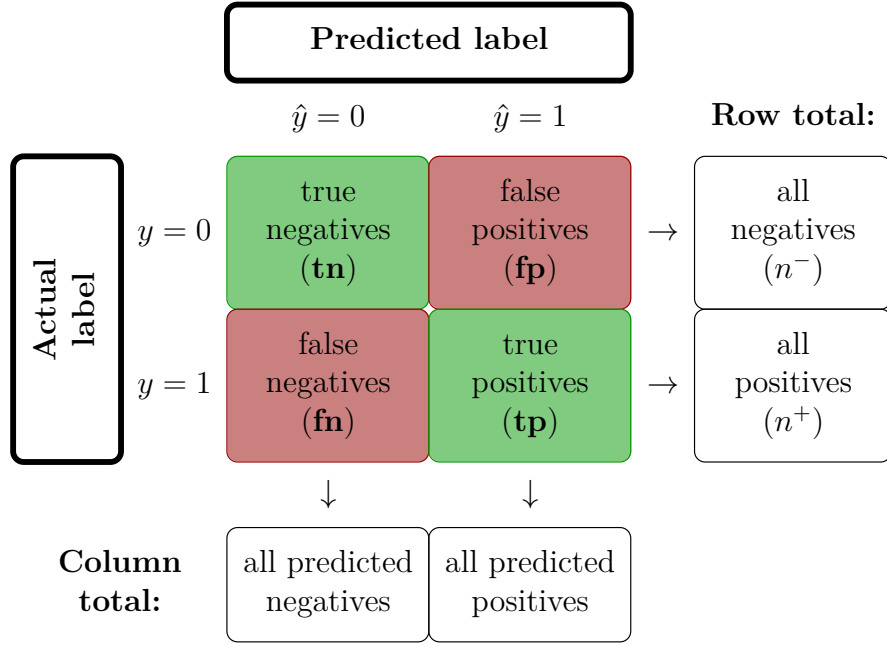 Predicted label
ŷ = 0
ŷ = 1
Row total:
Actual
label
y = 0
true
negatives
(tn)
false
positives
(fp)
→
all
negatives
(n⁻)
y = 1
false
negatives
(fn)
true
positives
(tp)
→
all
positives
(n⁺)
↓
↓
Column
total:
all predicted
negatives
all predicted
positives